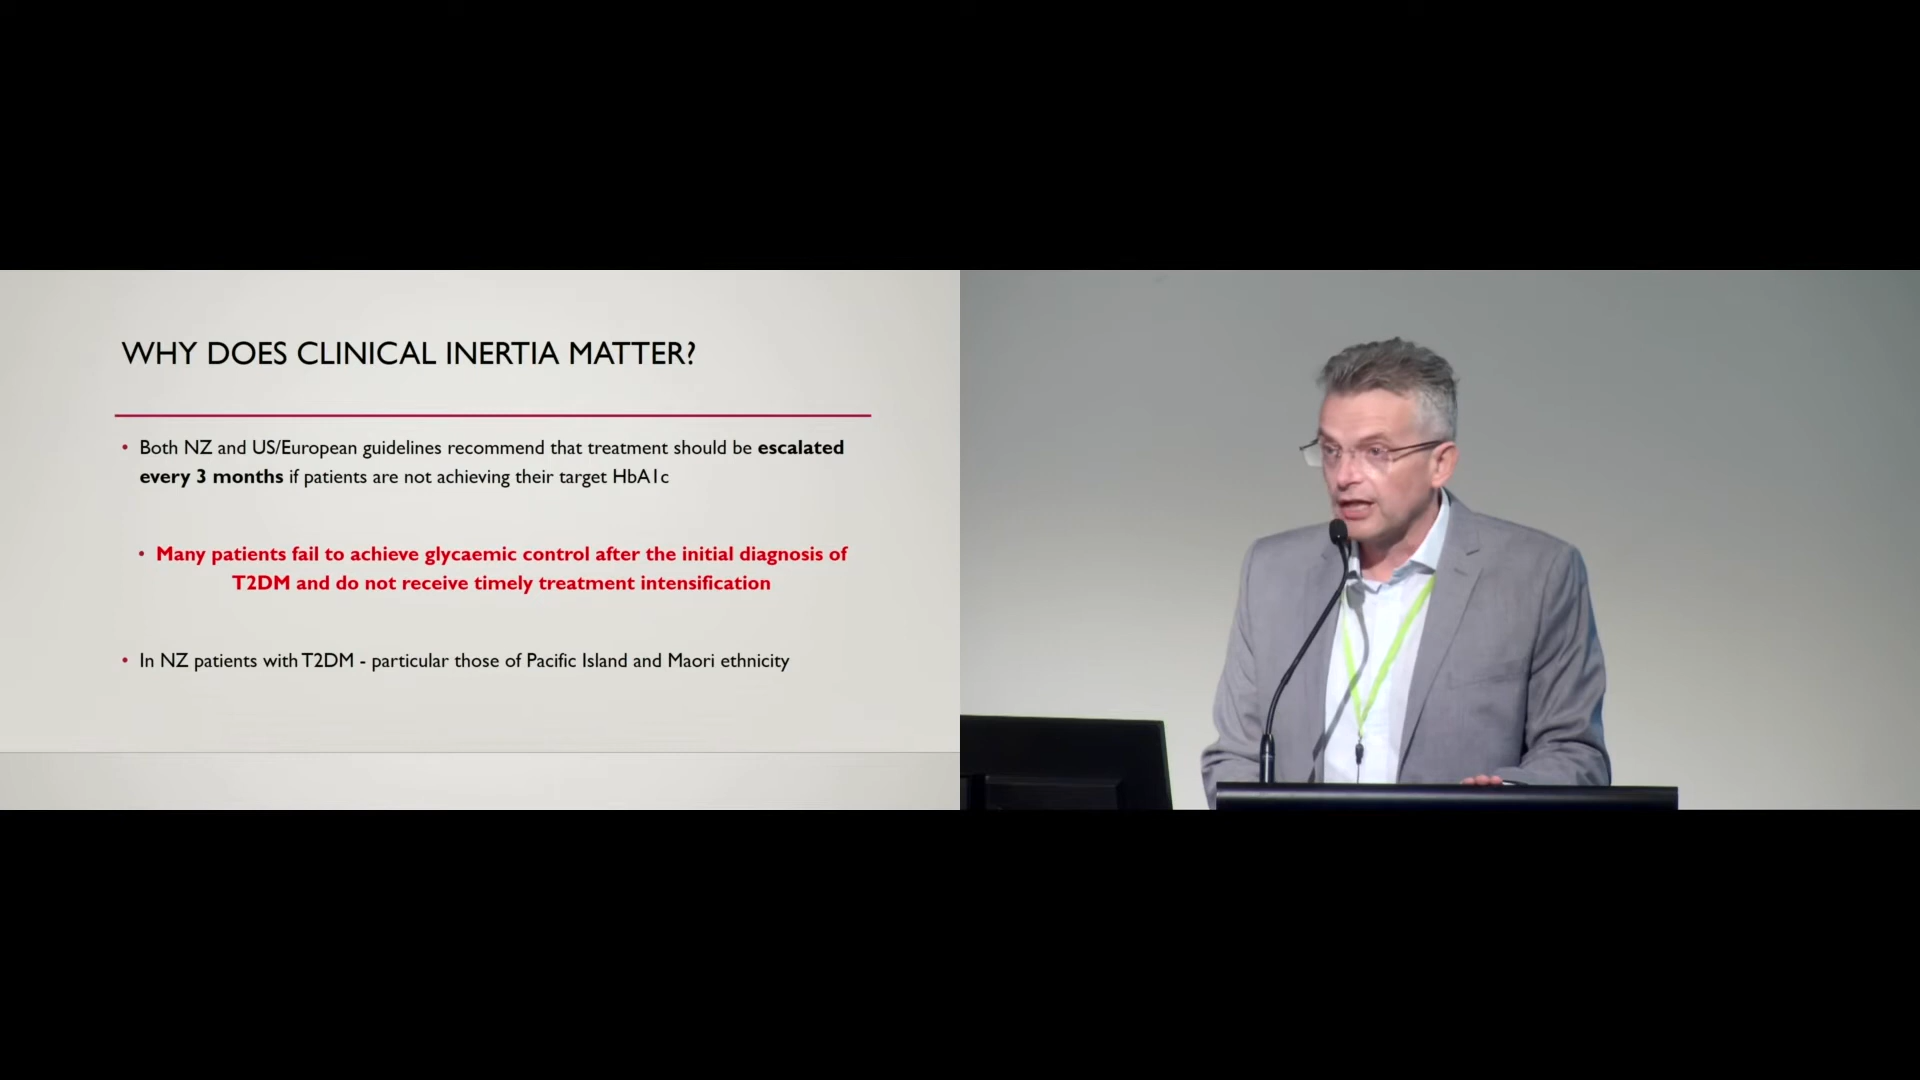 WHY DOES CLINICAL INERTIA MATTER?
• Both NZ and US/European guidelines recommend that treatment should be escalated
every 3 months if patients are not achieving their target HbA1c
• Many patients fail to achieve glycaemic control after the initial diagnosis of
T2DM and do not receive timely treatment intensification
• In NZ patients with T2DM - particular those of Pacific Island and Maori ethnicity